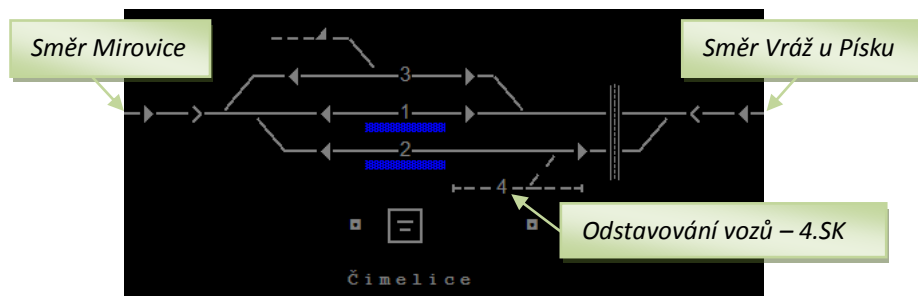 Směr Mirovice
Směr Vráž u Písku
3
1
2
4
Odstavování vozů – 4.SK
Čimelice